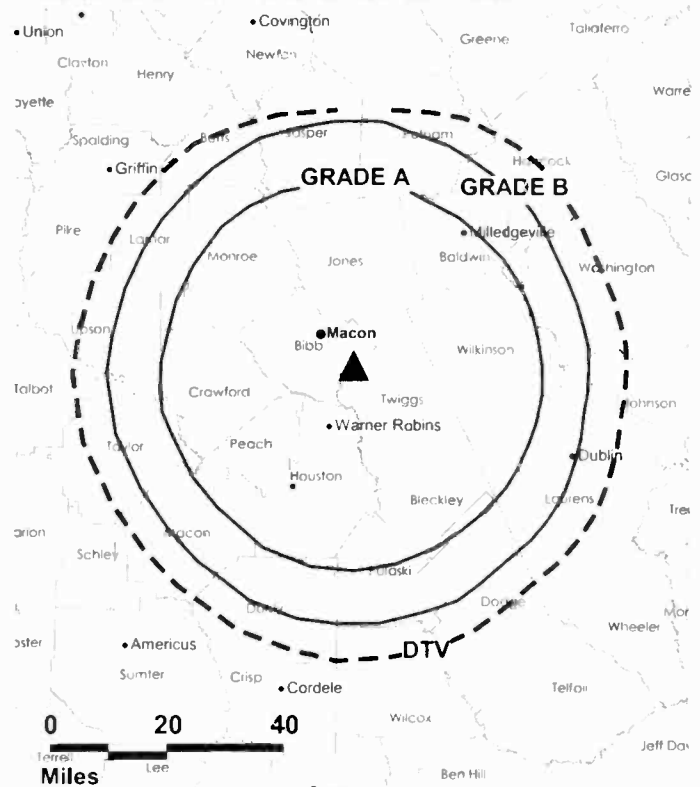 Covington
Union
Taliaferro
Greene
Newton
Clayton
Henry
Warre
ayette
Spalding
Butts
Jasper
Putnam
Hancock
Griffin
GRADE A
GRADE B
Glasc
Pike
Lamar
Milledgeville
Monroe
Jones
Baldwin
Washington
Upson
Macon
Bibb
Wilkinson
Talbot
Crawford
Twiggs
Johnson
Warner Robins
Taylor
Peach
Dublin
Houston
Bleckley
Laurens
Macon
arion
Schley
Pulaski
Dooly
Dodge
Wheeler
Americus
DTV
Sumter
Crisp
Cordele
Telfair
Wilcox
0 20 40
Jeff Dav
Terrell
Lee
Miles
Ben Hill